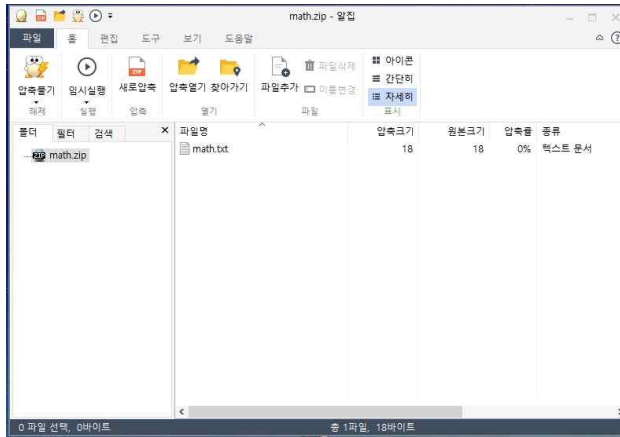 math.zip - 알집
파일 홈 편집 도구 보기 도움말
압축풀기 임시실행 새로압축 압축열기 찾아가기 파일추가 파일삭제 이름변경 아이콘 간단히 자세히
해제 실행 압축 열기 파일 표시
폴더 필터 검색 × 파일명 압축크기 원본크기 압축률 종류
ZIP math.zip math.txt 18 18 0% 텍스트 문서
0 파일 선택, 0바이트 총 1파일, 18바이트